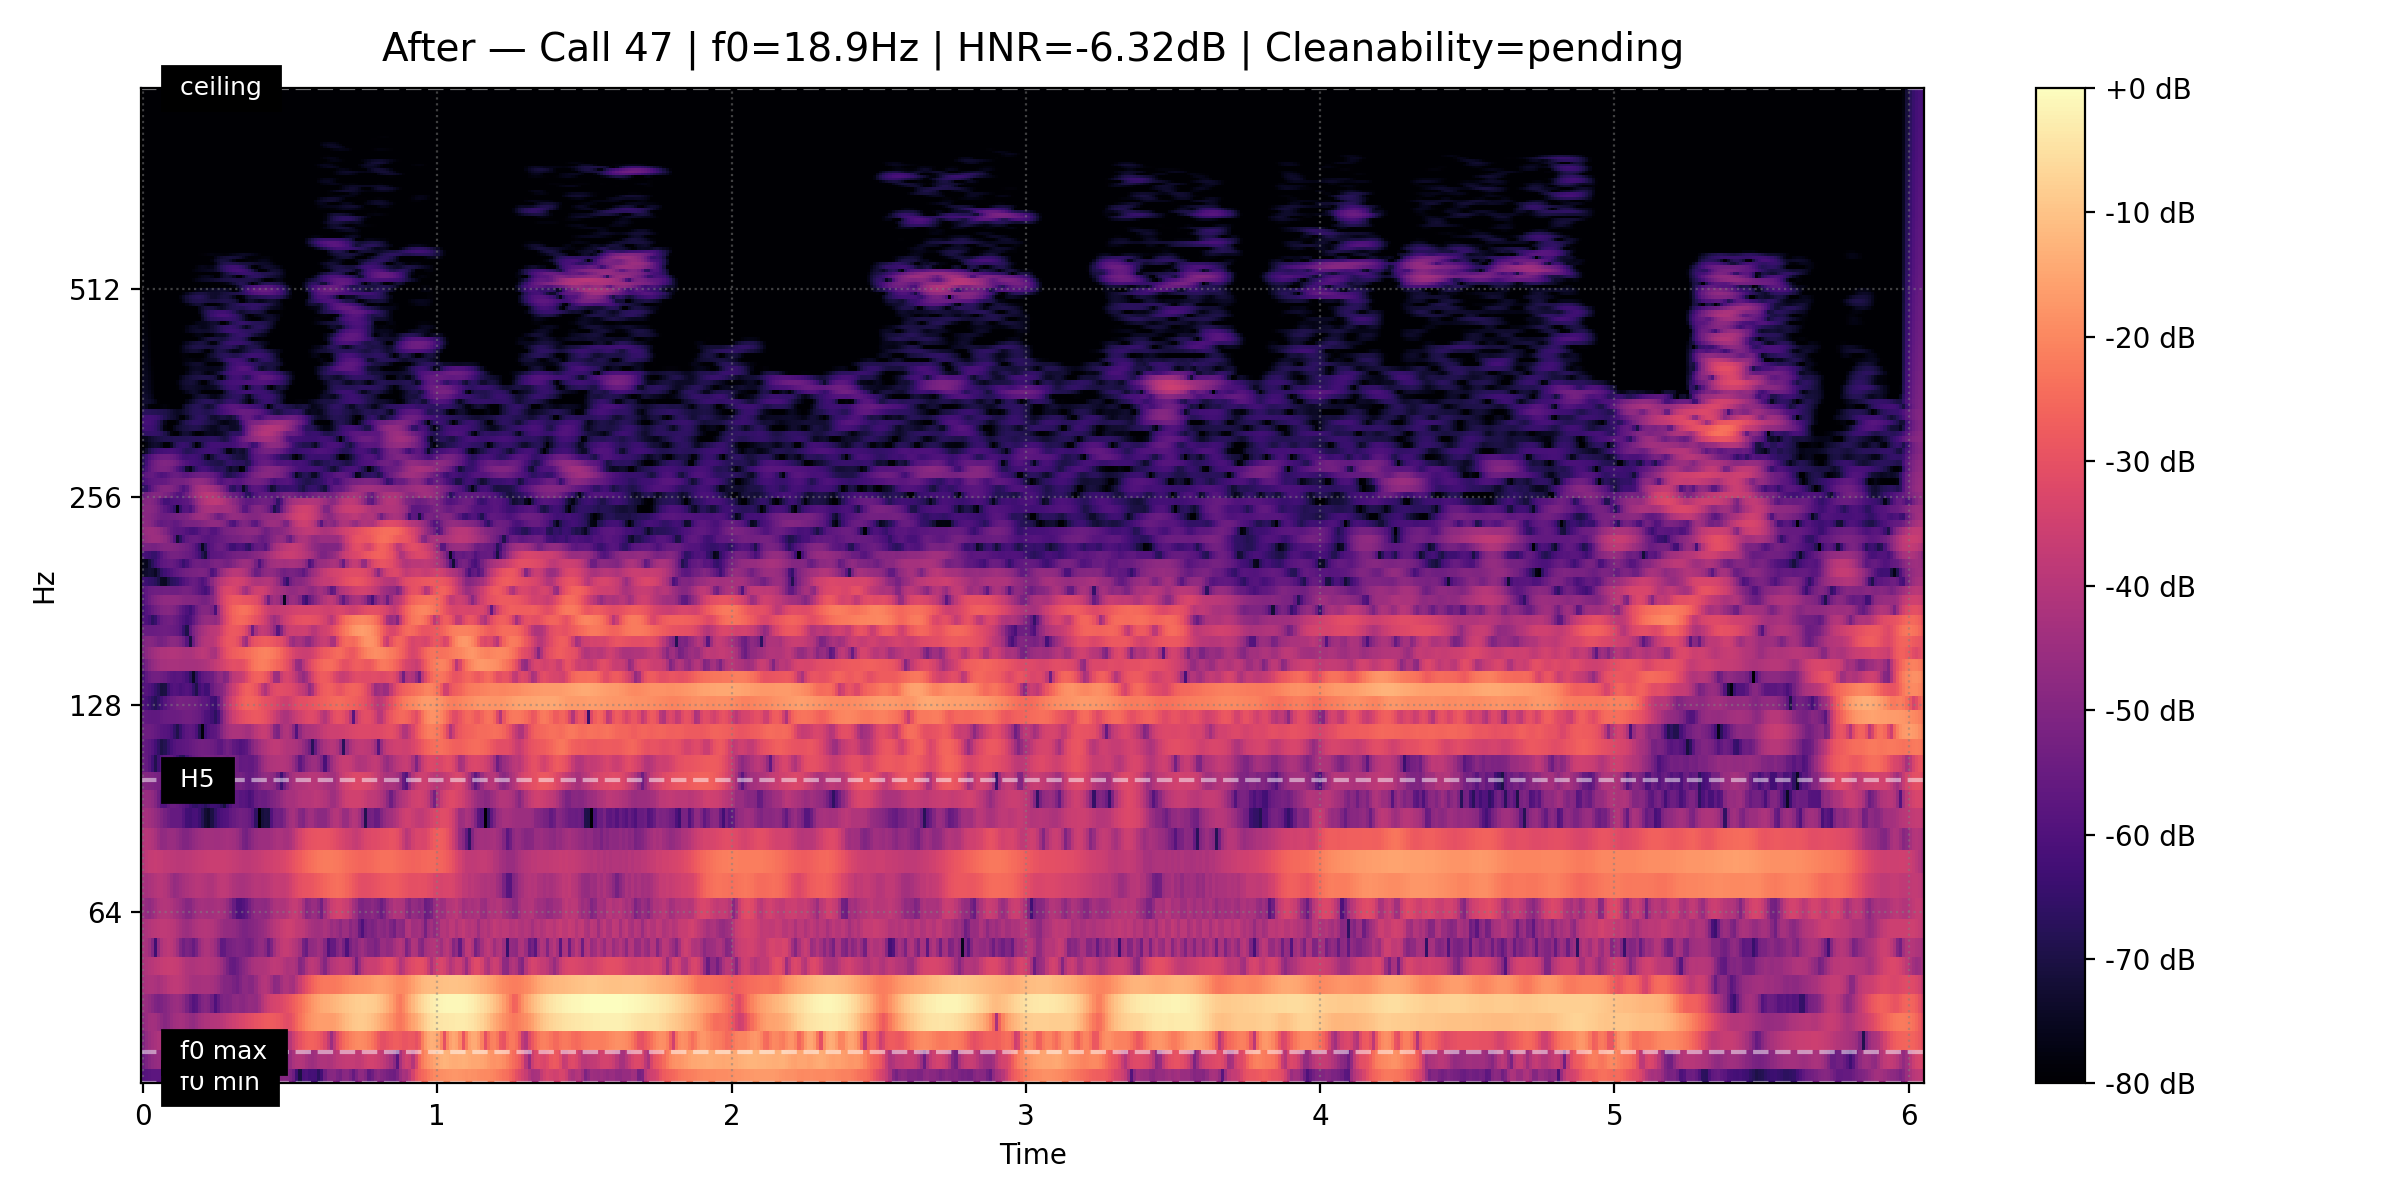 After — Call 47 | f0=18.9Hz | HNR=-6.32dB | Cleanability=pending
ceiling
+0 dB
-10 dB
-20 dB
-30 dB
-40 dB
-50 dB
-60 dB
-70 dB
-80 dB
Hz
512
256
128
64
H5
f0 max
f0 min
0 1 2 3 4 5 6
Time